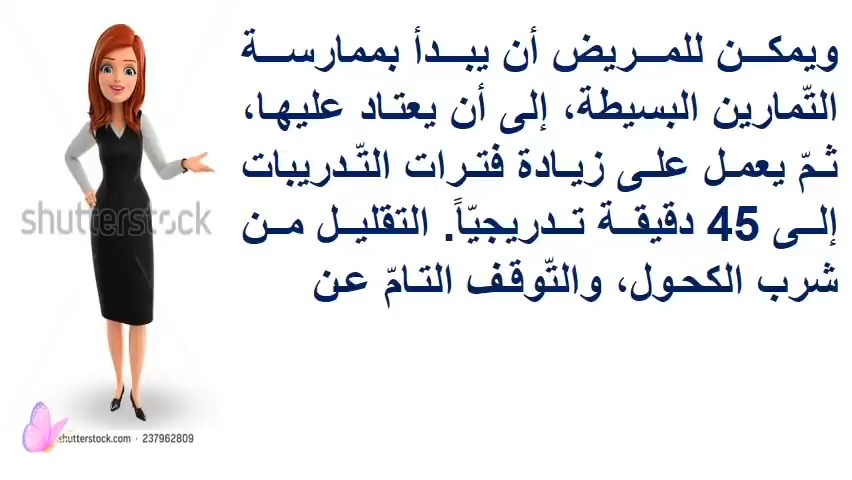 ويمكن للمريض أن يبدأ بممارسة
التّمارين البسيطة، إلى أن يعتاد عليها،
ثمّ يعمل على زيادة فترات التّدريبات
إلى 45 دقيقة تدريجيّاً. التقليل من
شرب الكحول، والتّوقف التامّ عن
shutterstock
shutterstock.com · 237962809